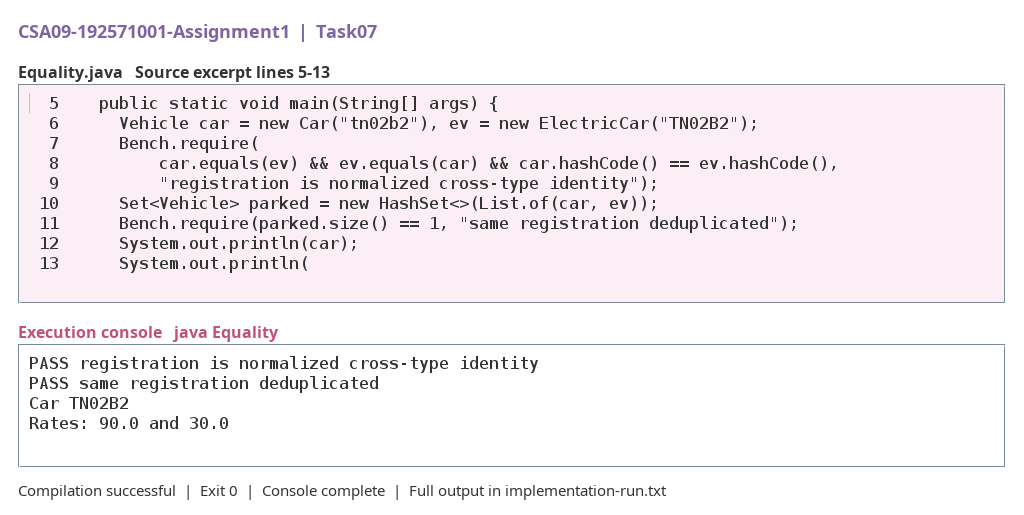 CSA09-192571001-Assignment1 | Task07
Equality.java Source excerpt lines 5-13
5 public static void main(String[] args) {
6 Vehicle car = new Car("tn02b2"), ev = new ElectricCar("TN02B2");
7 Bench.require(
8 car.equals(ev) && ev.equals(car) && car.hashCode() == ev.hashCode(),
9 "registration is normalized cross-type identity");
10 Set<Vehicle> parked = new HashSet<>(List.of(car, ev));
11 Bench.require(parked.size() == 1, "same registration deduplicated");
12 System.out.println(car);
13 System.out.println(
Execution console java Equality
PASS registration is normalized cross-type identity
PASS same registration deduplicated
Car TN02B2
Rates: 90.0 and 30.0
Compilation successful | Exit 0 | Console complete | Full output in implementation-run.txt